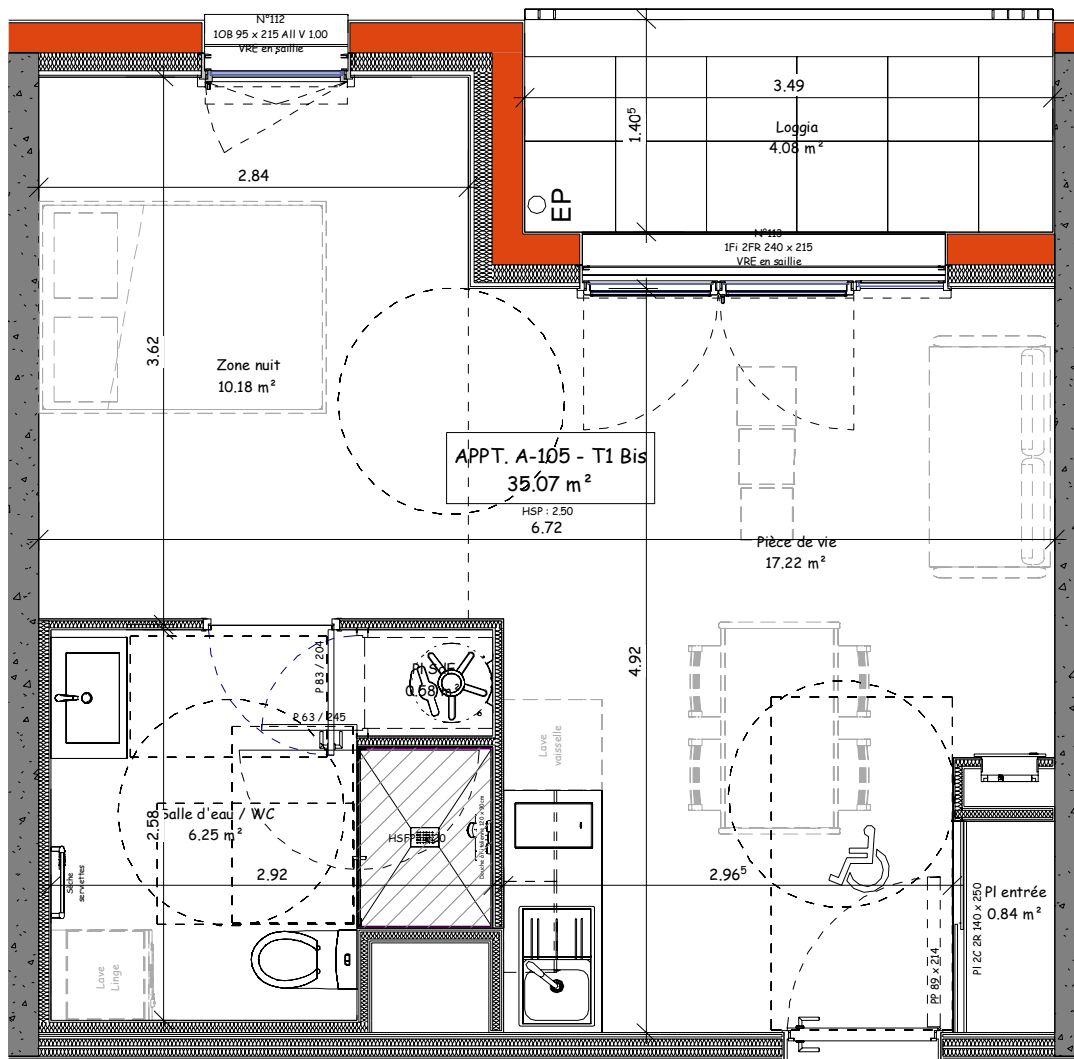 N°112
1OB 95 x 215 All V 1.00
VRE en saillie
3.49
1.40⁵
Loggia
4.08 m²
2.84
EP
N°113
1Fi 2FR 240 x 215
VRE en saillie
3.62
Zone nuit
10.18 m²
APPT. A-105 - T1 Bis
35.07 m²
HSP : 2.50
6.72
Pièce de vie
17.22 m²
4.92
P 83 / 204
Pl SdE
0.68 m²
P 63 / 245
Lave
vaisselle
2.58
Salle d'eau / WC
6.25 m²
2.92
2.96⁵
Sèche
serviettes
Lave
Linge
Pl entrée
0.84 m²
Pl 2C 2R 140 x 250
PP 89 x 214